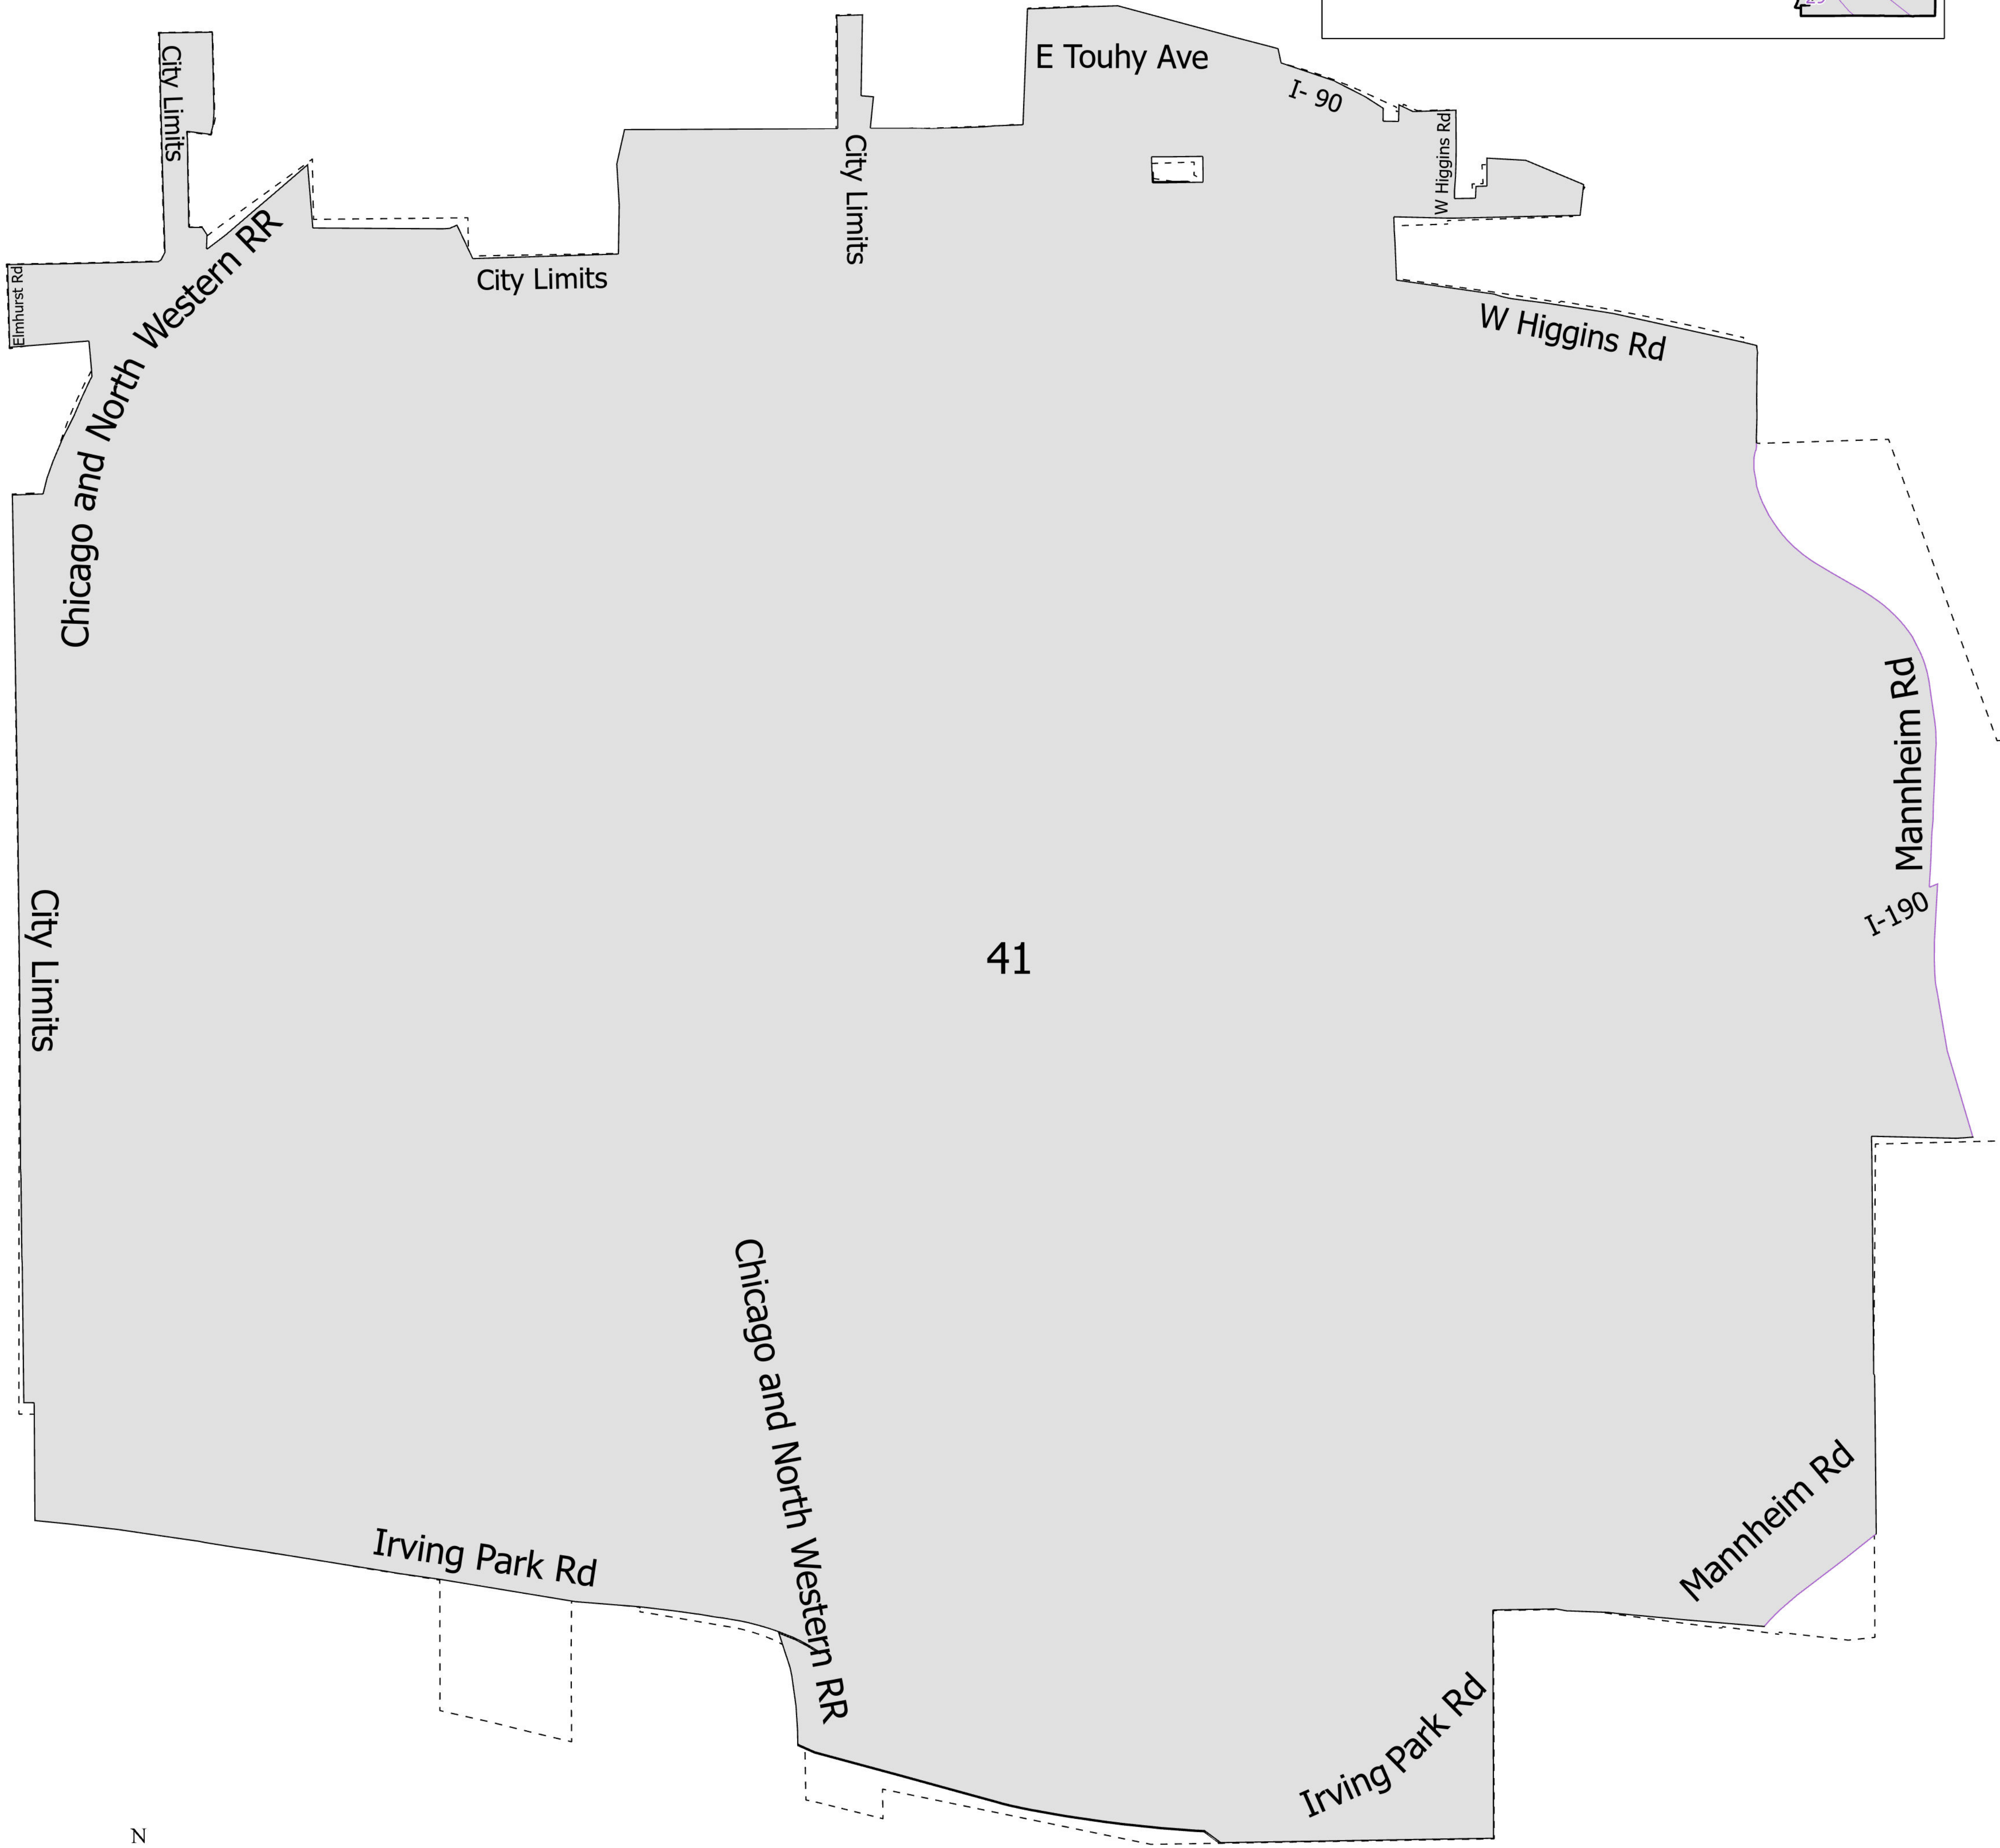 City Limits
E Touhy Ave
I- 90
W Higgins Rd
City Limits
Elmhurst Rd
Chicago and North Western RR
City Limits
W Higgins Rd
Mannheim Rd
I-190
City Limits
41
Chicago and North Western RR
Mannheim Rd
Irving Park Rd
Irving Park Rd
N